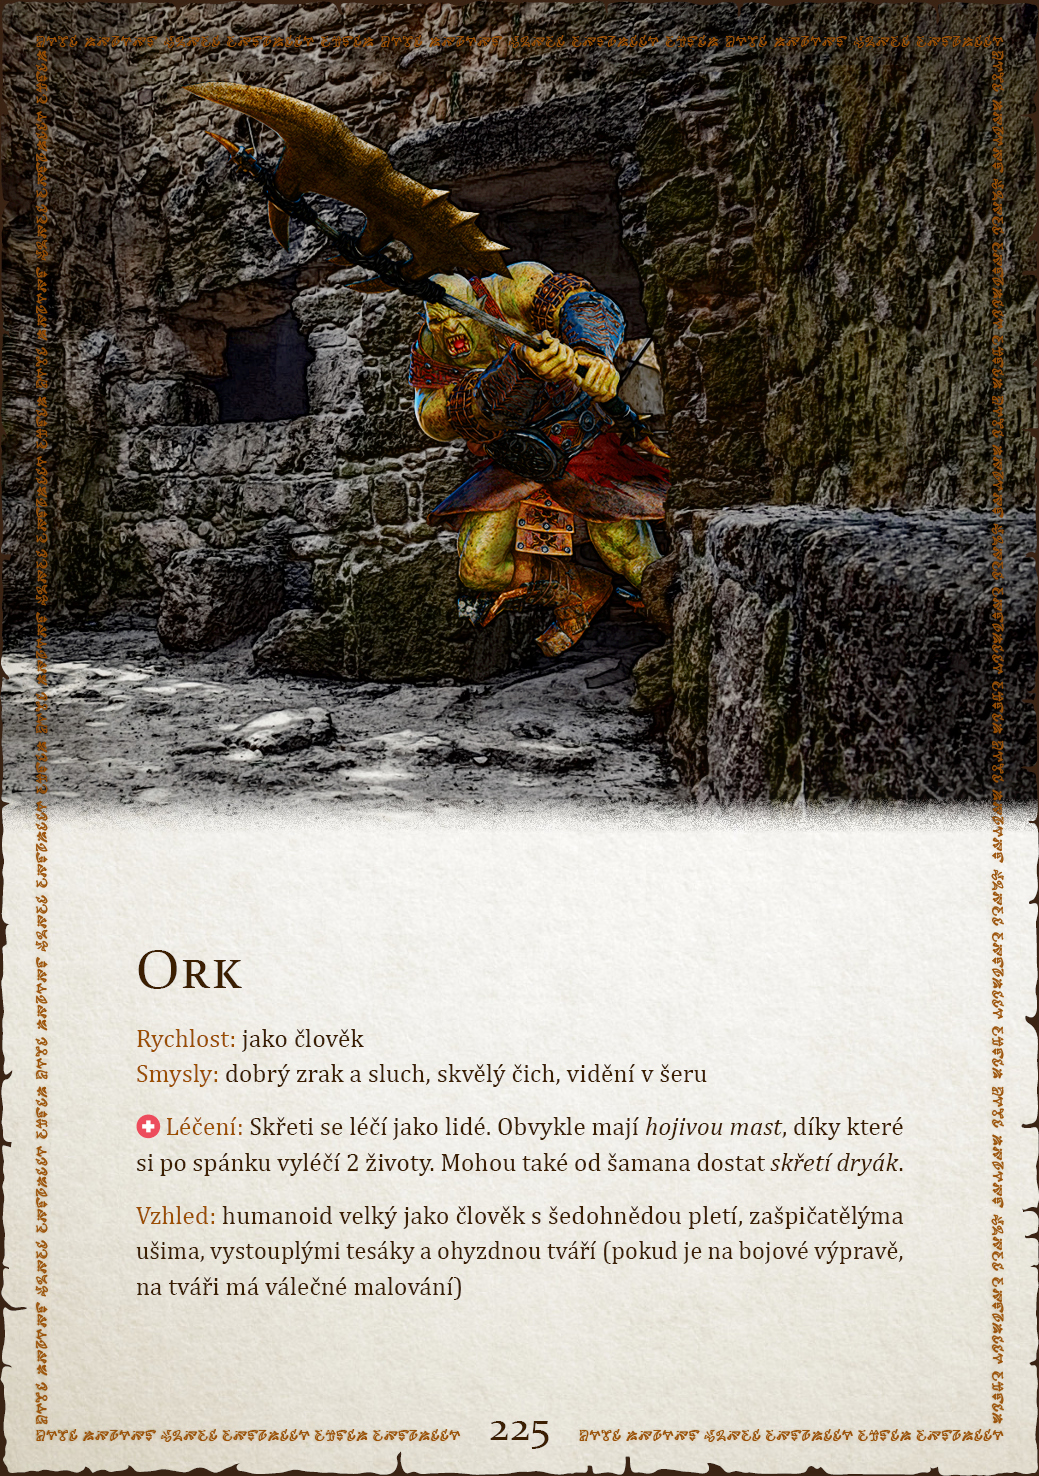 Ork
Rychlost: jako člověk
Smysly: dobrý zrak a sluch, skvělý čich, vidění v šeru
Léčení: Skřeti se léčí jako lidé. Obvykle mají hojivou mast, díky které
si po spánku vyléčí 2 životy. Mohou také od šamana dostat skřetí dryák.
Vzhled: humanoid velký jako člověk s šedohnědou pletí, zašpičatělýma
ušima, vystouplými tesáky a ohyzdnou tváří (pokud je na bojové výpravě,
na tváři má válečné malování)
225